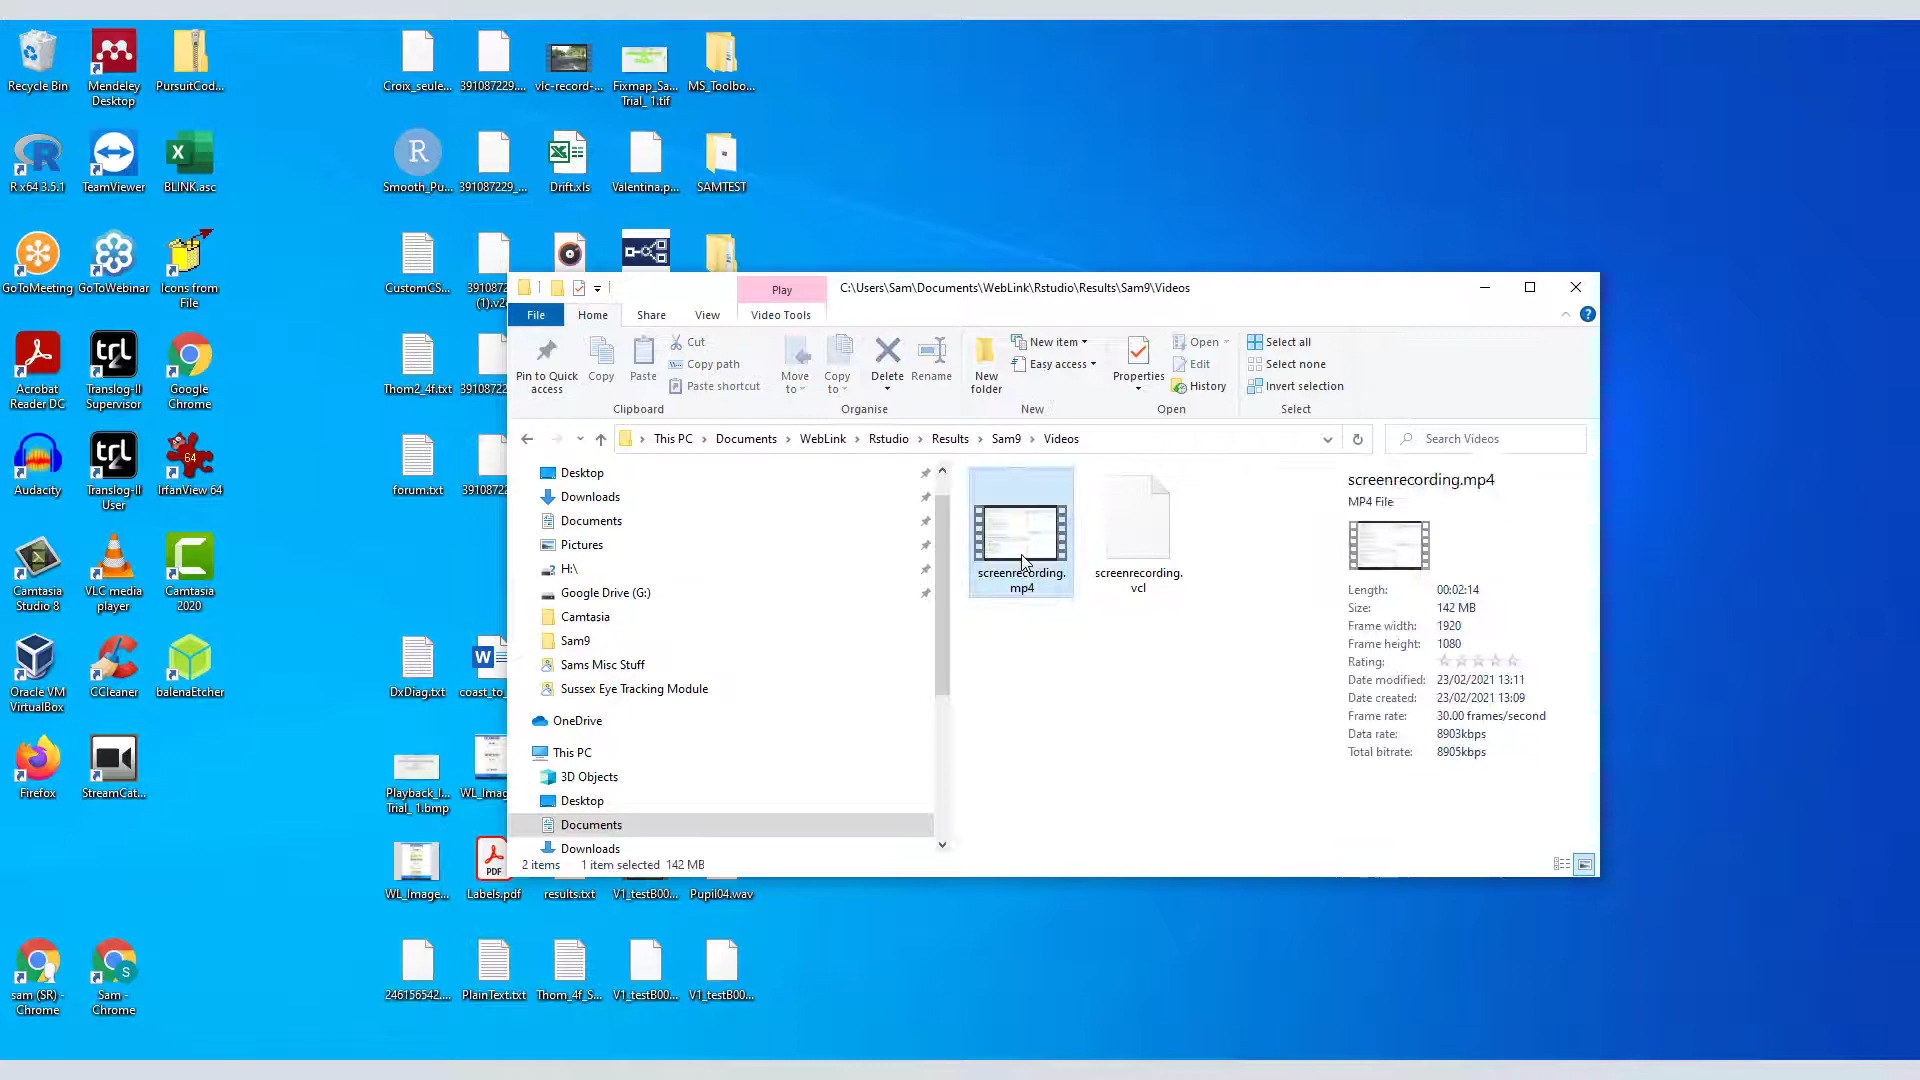 Recycle Bin
Mendeley
Desktop
PursuitCod...
Croix_seule...
391087229....
vlc-record-...
Fixmap_Sa...
Trial_ 1.tif
MS_Toolbo...
R x64 3.5.1
TeamViewer
BLINK.asc
Smooth_Pu...
391087229_...
Drift.xls
Valentina.p...
SAMTEST
GoToMeeting
GoToWebinar
Icons from
File
CustomCS...
391087
(1).v2
Play
C:\Users\Sam\Documents\WebLink\Rstudio\Results\Sam9\Videos
File
Home
Share
View
Video Tools
Pin to Quick
access
Copy
Paste
Cut
Copy path
Paste shortcut
Clipboard
Move
to
Copy
to
Delete
Rename
Organise
New
folder
New item
Easy access
New
Properties
Open
Edit
History
Open
Select all
Select none
Invert selection
Select
Acrobat
Reader DC
Translog-II
Supervisor
Google
Chrome
Thom2_4f.txt
3910872
This PC
Documents
WebLink
Rstudio
Results
Sam9
Videos
Search Videos
Audacity
Translog-II
User
IrfanView 64
forum.txt
3910872
Desktop
Downloads
Documents
Pictures
H:\
Google Drive (G:)
Camtasia
Sam9
Sams Misc Stuff
Sussex Eye Tracking Module
OneDrive
This PC
3D Objects
Desktop
Documents
Downloads
screenrecording.
mp4
screenrecording.
vcl
screenrecording.mp4
MP4 File
Length: 00:02:14
Size: 142 MB
Frame width: 1920
Frame height: 1080
Rating:
Date modified: 23/02/2021 13:11
Date created: 23/02/2021 13:09
Frame rate: 30.00 frames/second
Data rate: 8903kbps
Total bitrate: 8905kbps
2 items
1 item selected 142 MB
Camtasia
Studio 8
VLC media
player
Camtasia
2020
Oracle VM
VirtualBox
CCleaner
balenaEtcher
DxDiag.txt
coast_to_
Firefox
StreamCat...
Playback_I...
Trial_ 1.bmp
WL_Imag
WL_Image...
Labels.pdf
results.txt
V1_testB00...
Pupil04.wav
sam (SR) -
Chrome
Sam -
Chrome
246156542....
PlainText.txt
Thom_4f_S...
V1_testB00...
V1_testB00...